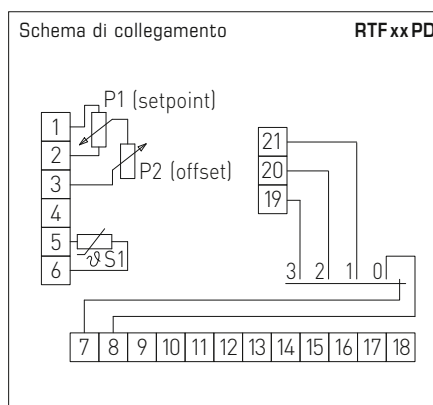 Schema di collegamento RTF xx PD
P1 (setpoint)
1
2
3
4
5
6
P2 (offset)
ϑ S1
21
20
19
3 2 1 0
7 8 9 10 11 12 13 14 15 16 17 18